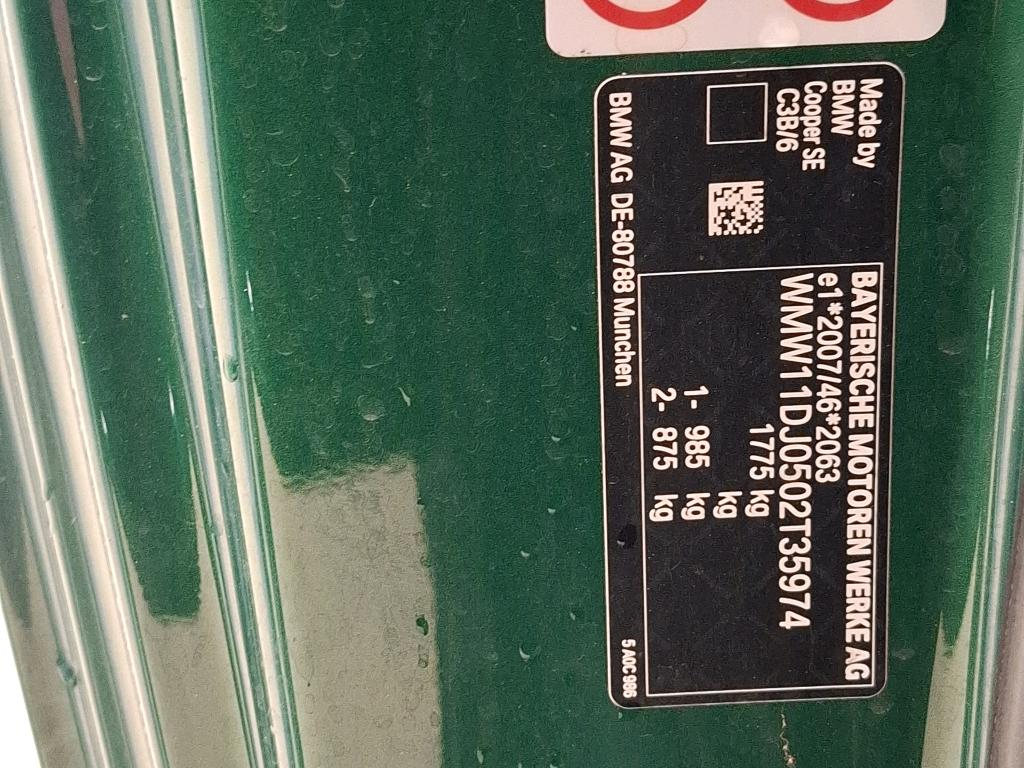 Made by
BMW
Cooper SE
C3B/6
BAYERISCHE MOTOREN WERKE AG
e1*2007/46*2063
WMW11DJ0502T35974
1775 kg
kg
1- 985 kg
2- 875 kg
BMW AG DE-80788 Munchen
5 A0C 986